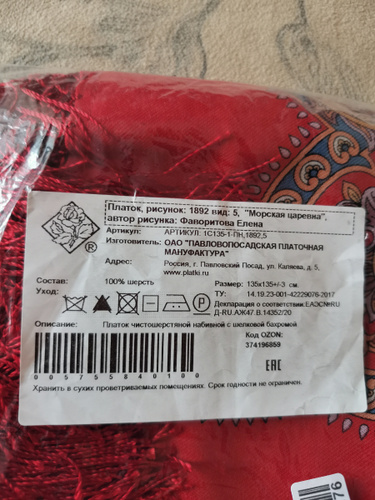 Платок, рисунок: 1892 вид: 5, "Морская царевна",
автор рисунка: Фаворитова Елена
Артикул: АРТИКУЛ. 1С135-1-ПН,1892,5
Изготовитель: ОАО "ПАВЛОВОПОСАДСКАЯ ПЛАТОЧНАЯ
МАНУФАКТУРА"
Адрес: Россия, г. Павловский Посад, ул. Каляева, д. 5,
www.platki.ru
Состав: 100% шерсть
Размер: 135х135+/-3 см.
Уход:
ТУ: 14.19.23-001-42229076-2017
Декларация о соответствии: ЕАЭС№RU
Д-RU.АЖ47.В.14352/20
Платок чистошерстяной набивной с шелковой бахромой
Код OZON:
374196859
0057558401 00
EAC
Хранить в сухих проветриваемых помещениях. Срок годности не ограничен.
76